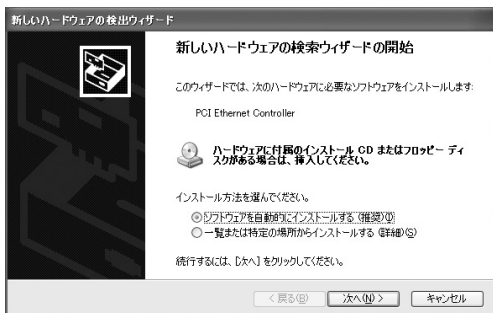 新しいハードウェアの検出ウィザード
新しいハードウェアの検索ウィザードの開始
このウィザードでは、次のハードウェアに必要なソフトウェアをインストールします:
PCI Ethernet Controller
ハードウェアに付属のインストール CD またはフロッピー ディ
スクがある場合は、挿入してください。
インストール方法を選んでください。
ソフトウェアを自動的にインストールする (推奨)(I)
一覧または特定の場所からインストールする (詳細)(S)
続行するには、[次へ] をクリックしてください。
< 戻る(B) 次へ(N) > キャンセル